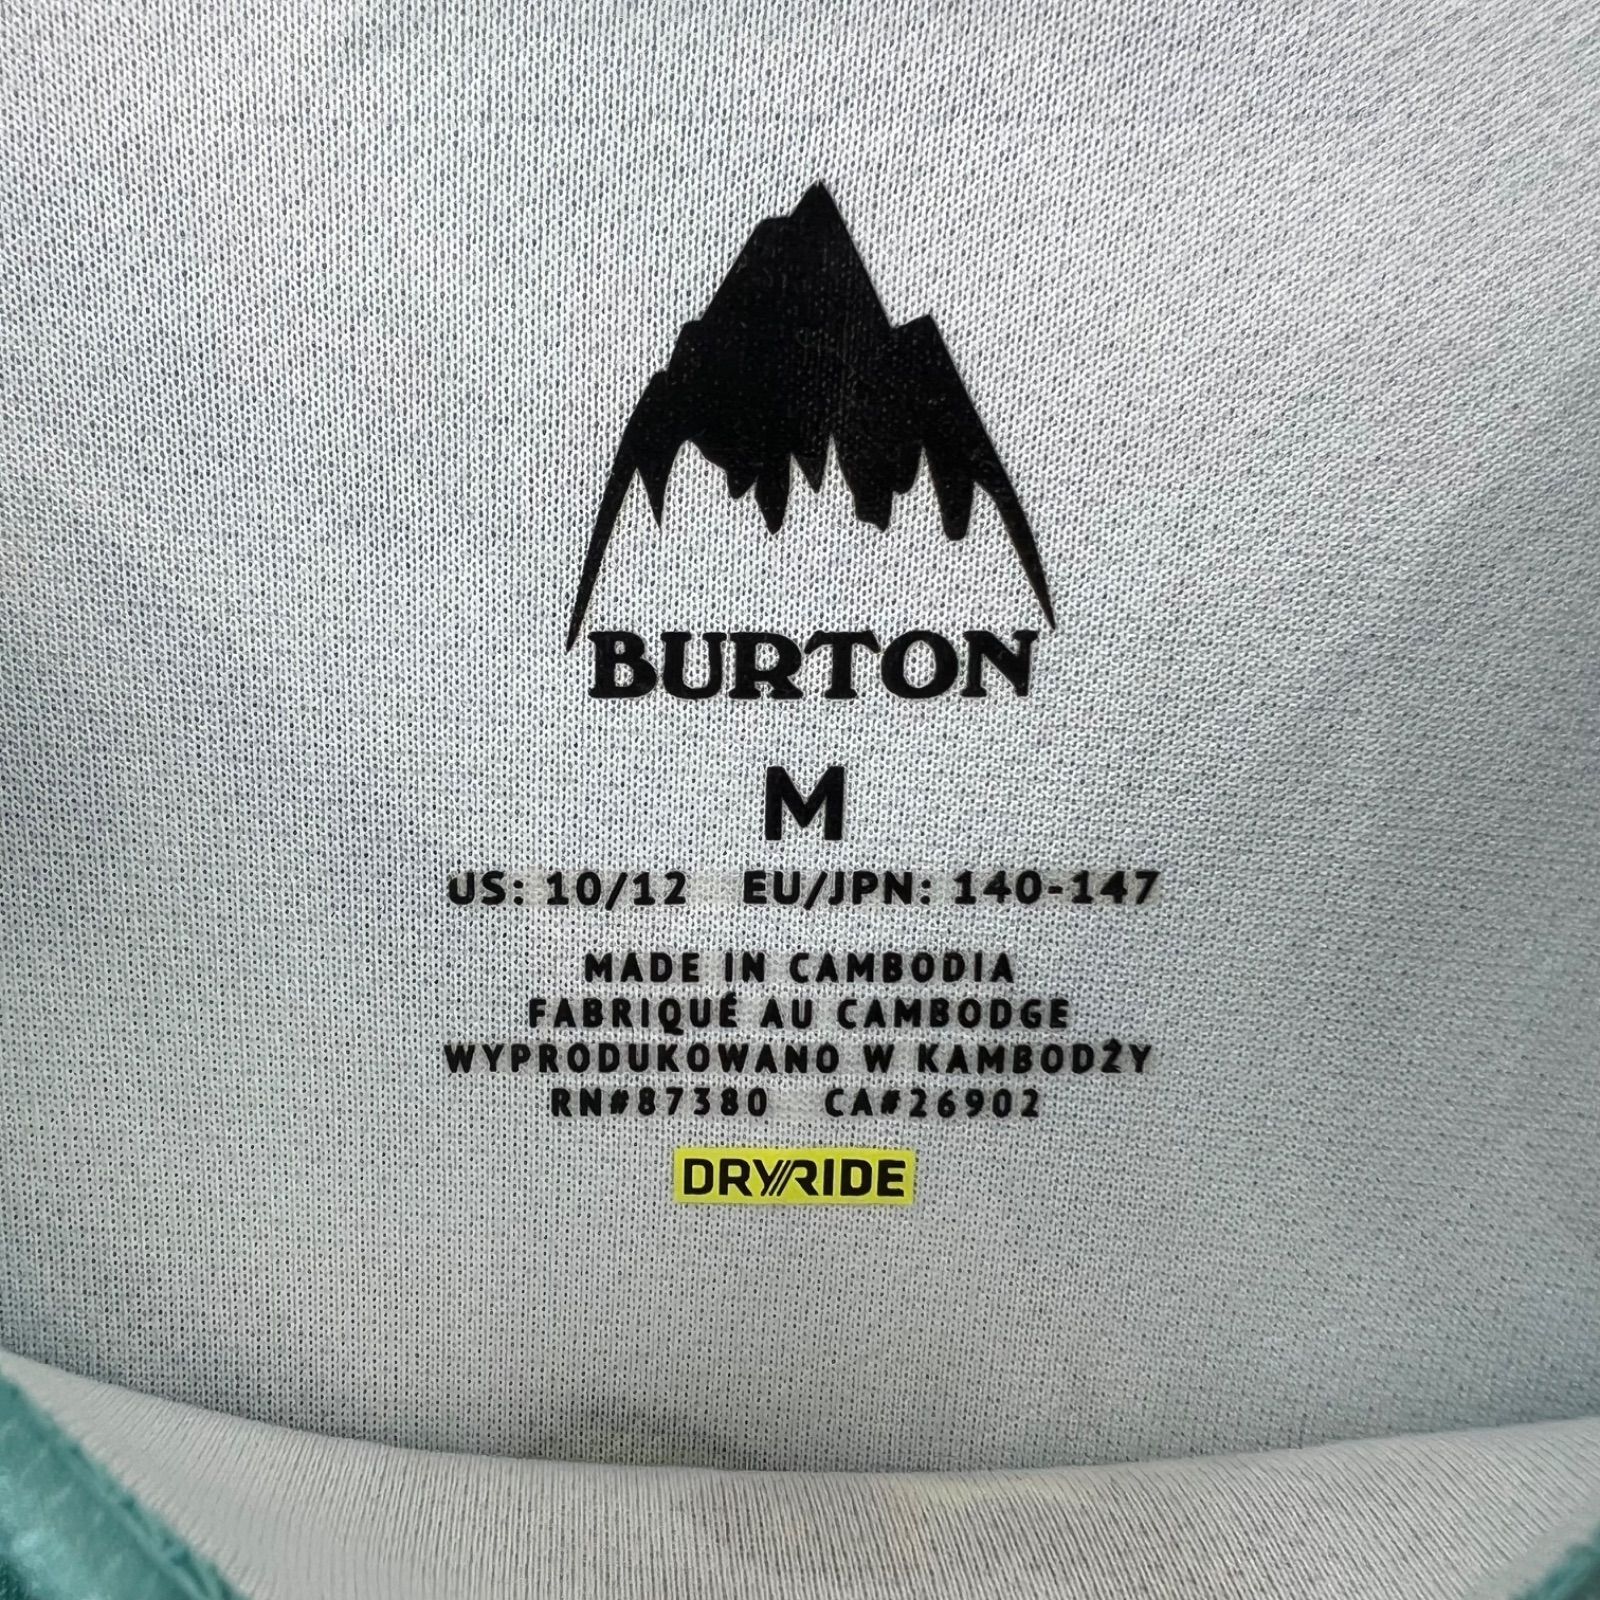 BURTON
M
US: 10/12 EU/JPN: 140-147
MADE IN CAMBODIA
FABRIQUÉ AU CAMBODGE
WYPRODUKOWANO W KAMBODŻY
RN#87380 CA#26902
DRYRIDE